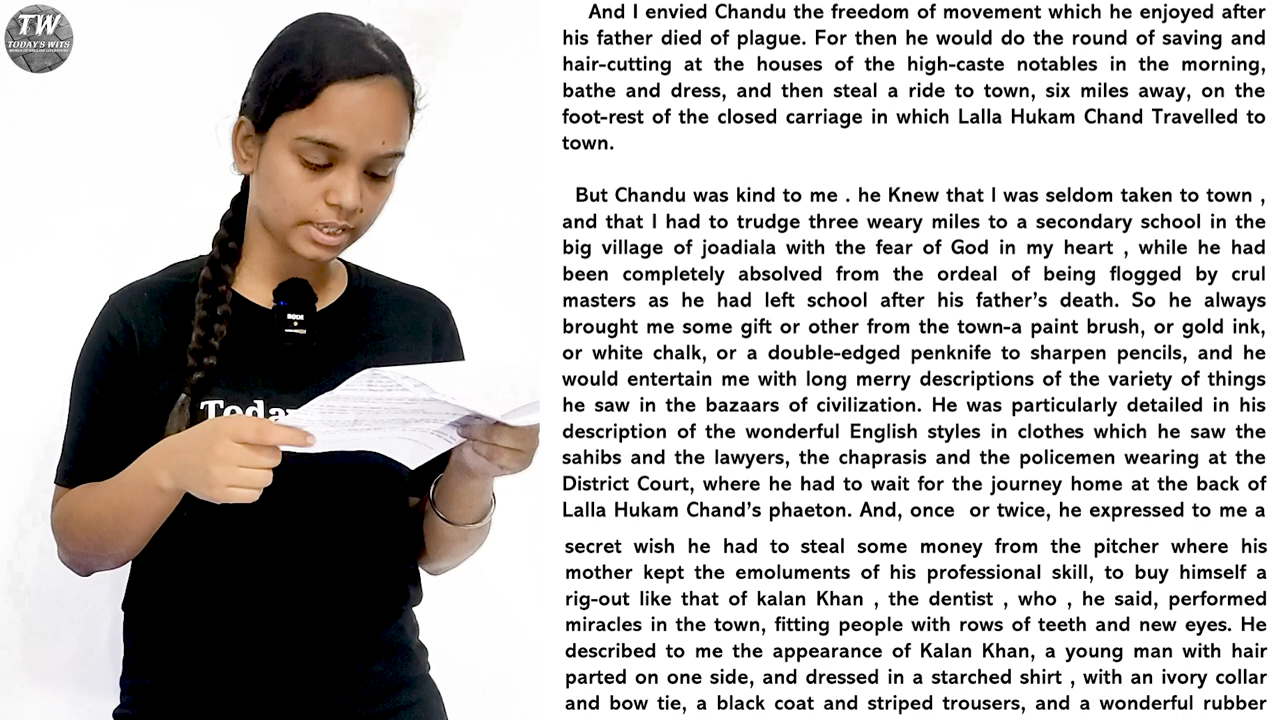 TW
TODAY'S WITS
WORLD OF ENGLISH LITERATURE
And I envied Chandu the freedom of movement which he enjoyed after
his father died of plague. For then he would do the round of saving and
hair-cutting at the houses of the high-caste notables in the morning,
bathe and dress, and then steal a ride to town, six miles away, on the
foot-rest of the closed carriage in which Lalla Hukam Chand Travelled to
town.
But Chandu was kind to me . he Knew that I was seldom taken to town ,
and that I had to trudge three weary miles to a secondary school in the
big village of joadiala with the fear of God in my heart , while he had
been completely absolved from the ordeal of being flogged by crul
masters as he had left school after his father's death. So he always
brought me some gift or other from the town-a paint brush, or gold ink,
or white chalk, or a double-edged penknife to sharpen pencils, and he
would entertain me with long merry descriptions of the variety of things
he saw in the bazaars of civilization. He was particularly detailed in his
description of the wonderful English styles in clothes which he saw the
sahibs and the lawyers, the chaprasis and the policemen wearing at the
District Court, where he had to wait for the journey home at the back of
Lalla Hukam Chand's phaeton. And, once or twice, he expressed to me a
secret wish he had to steal some money from the pitcher where his
mother kept the emoluments of his professional skill, to buy himself a
rig-out like that of kalan Khan , the dentist , who , he said, performed
miracles in the town, fitting people with rows of teeth and new eyes. He
described to me the appearance of Kalan Khan, a young man with hair
parted on one side, and dressed in a starched shirt , with an ivory collar
and bow tie, a black coat and striped trousers, and a wonderful rubber
RODE